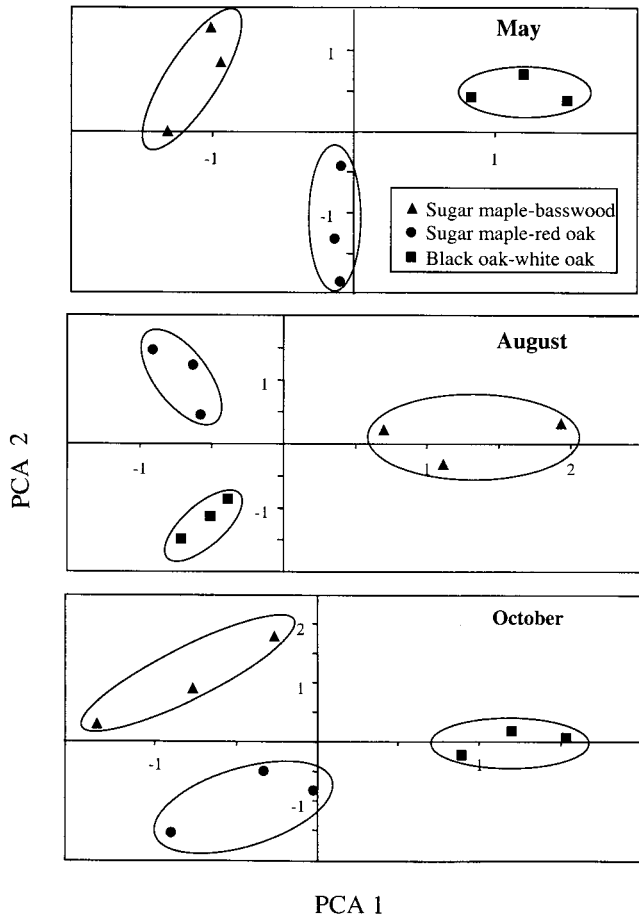 May
1
-1
1
-1
Sugar maple-basswood
Sugar maple-red oak
Black oak-white oak
August
1
-1
1
2
-1
PCA 2
October
2
1
-1
1
-1
PCA 1